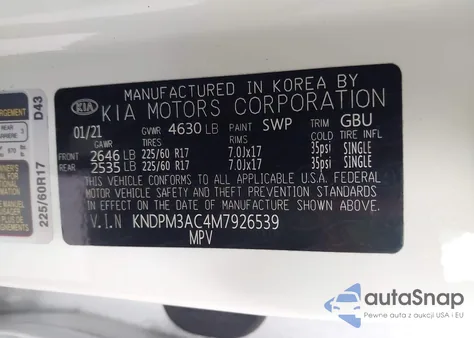 MANUFACTURED IN KOREA BY
KIA KIA MOTORS CORPORATION
01/21 GVWR 4630 LB PAINT SWP TRIM GBU
GAWR TIRES RIMS COLD TIRE INFL
FRONT 2646 LB 225/60 R17 7.0Jx17 35psi SINGLE
REAR 2535 LB 225/60 R17 7.0Jx17 35psi SINGLE
THIS VEHICLE CONFORMS TO ALL APPLICABLE U.S.A. FEDERAL
MOTOR VEHICLE SAFETY, BUMPER, AND THEFT PREVENTION STANDARDS
IN EFFECT ON THE DATE OF MANUFACTURE SHOWN ABOVE.
V.I.N KNDPM3AC4M7926539
MPV
D43
225/60R17
autoSnap
Pewne auta z aukcji USA i EU